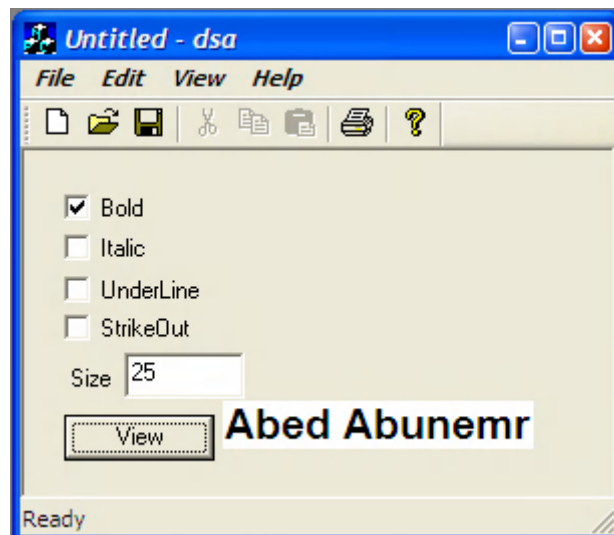 Untitled - dsa
File Edit View Help
Bold
Italic
UnderLine
StrikeOut
Size 25
View Abed Abunemr
Ready